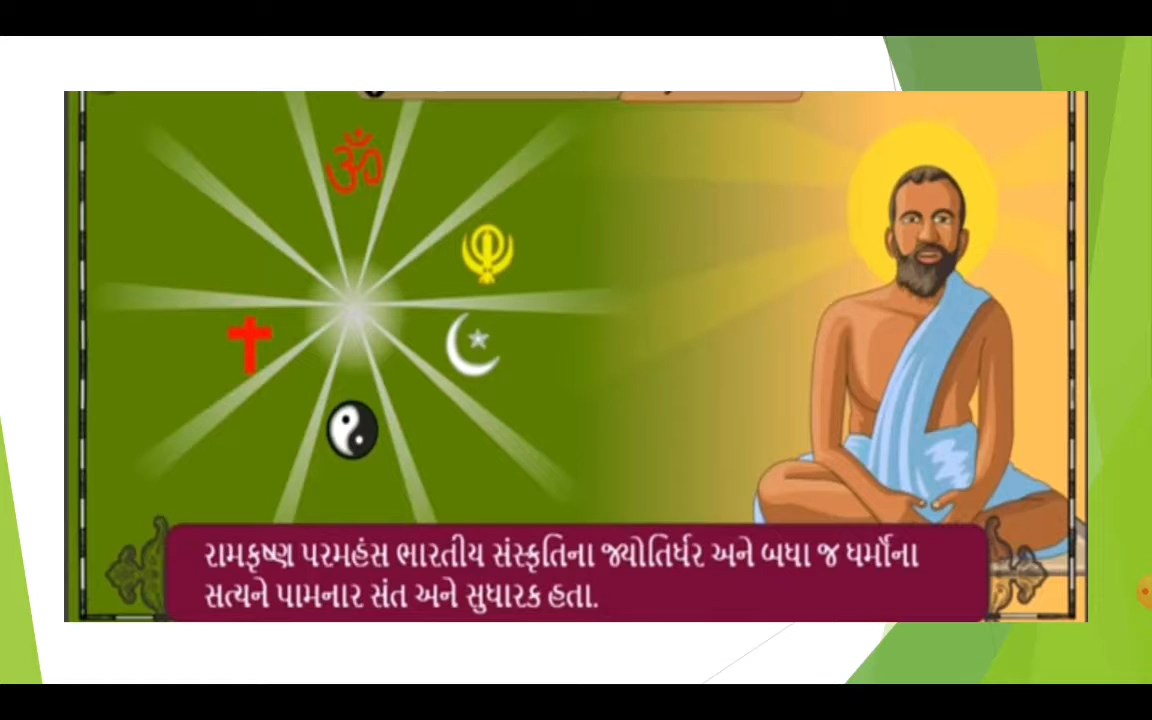 રામકૃષ્ણ પરમહંસ ભારતીય સંસ્કૃતિના જ્યોતિર્ધર અને બધા જ ધર્મોના
સત્યને પામનાર સંત અને સુધારક હતા.